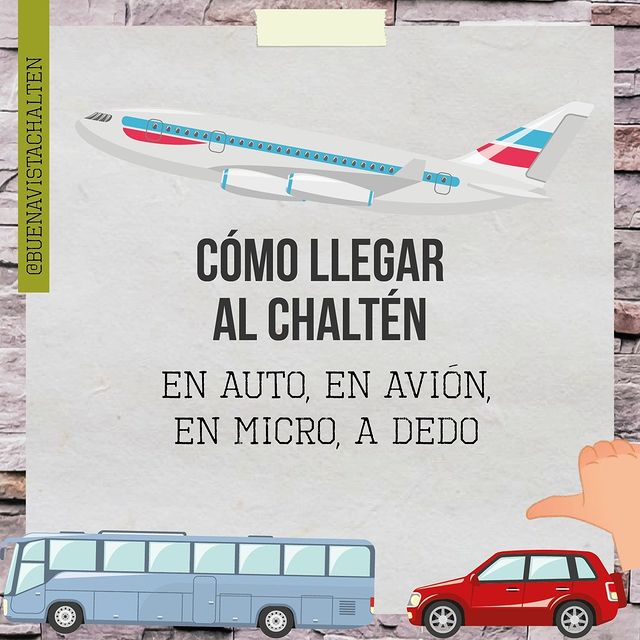 @BUENAVISTACHALTEN
CÓMO LLEGAR
AL CHALTÉN
EN AUTO, EN AVIÓN,
EN MICRO, A DEDO